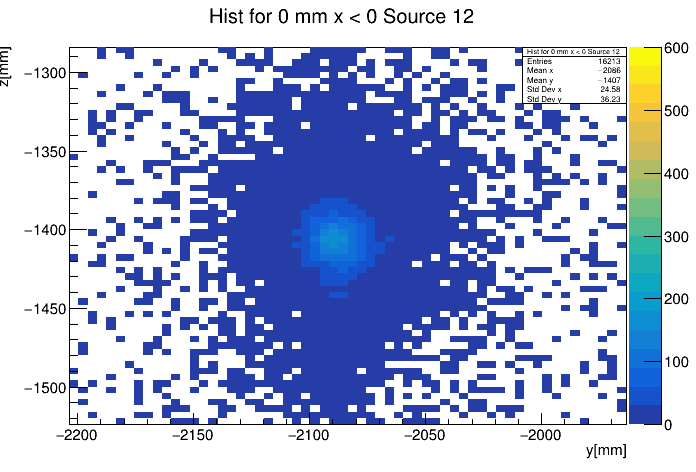 Hist for 0 mm x < 0 Source 12
z[mm]
Hist for 0 mm x < 0 Source 12
Entries 16213
Mean x −2086
Mean y −1407
Std Dev x 24.58
Std Dev y 36.23
−1300
−1350
−1400
−1450
−1500
−2200
−2150
−2100
−2050
−2000
y[mm]
600
500
400
300
200
100
0